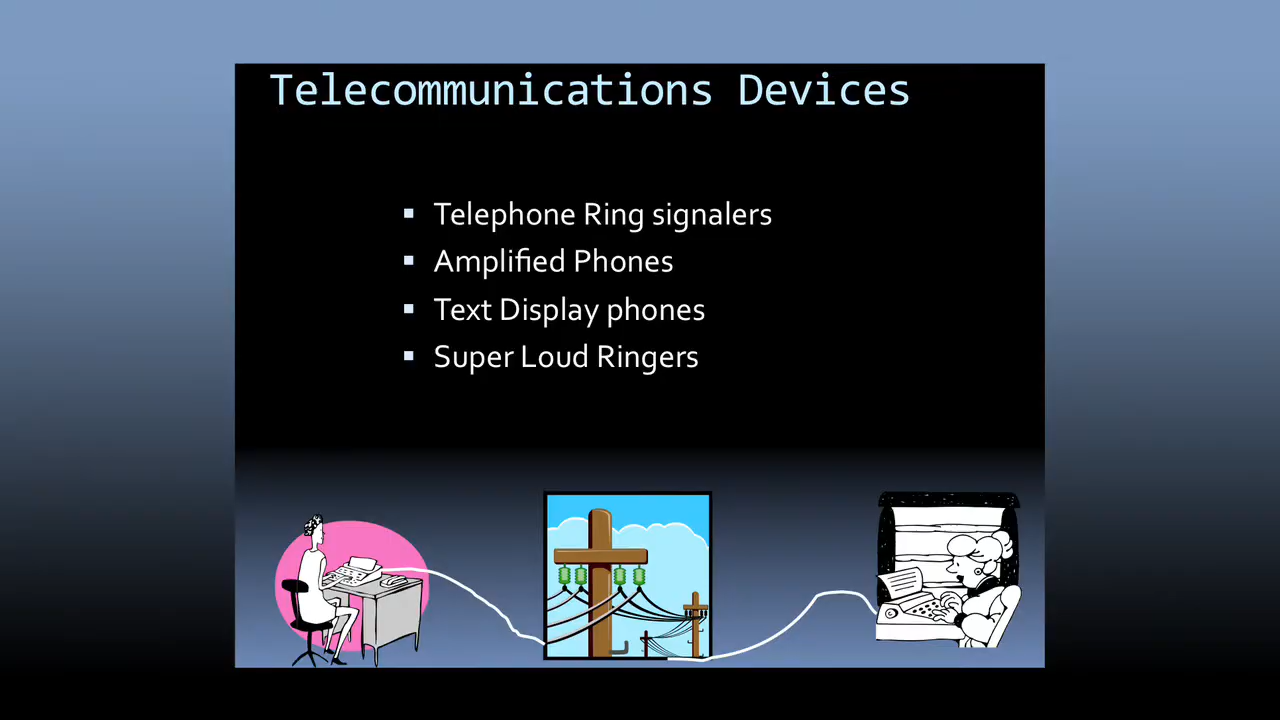 Telecommunications Devices
▪ Telephone Ring signalers
▪ Amplified Phones
▪ Text Display phones
▪ Super Loud Ringers